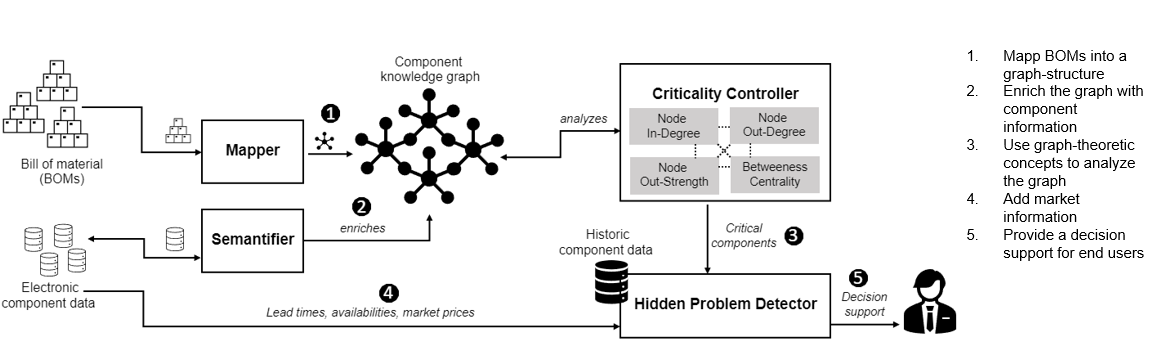 Bill of material
(BOMs)
Mapper
1
Component
knowledge graph
analyzes
Criticality Controller
Node
In-Degree
Node
Out-Degree
Node
Out-Strength
Betweeness
Centrality
Semantifier
2
enriches
Electronic
component data
4
Lead times, availabilities, market prices
Historic
component data
Critical
components
3
Hidden Problem Detector
5
Decision
support
1. Mapp BOMs into a
graph-structure
2. Enrich the graph with
component
information
3. Use graph-theoretic
concepts to analyze
the graph
4. Add market
information
5. Provide a decision
support for end users